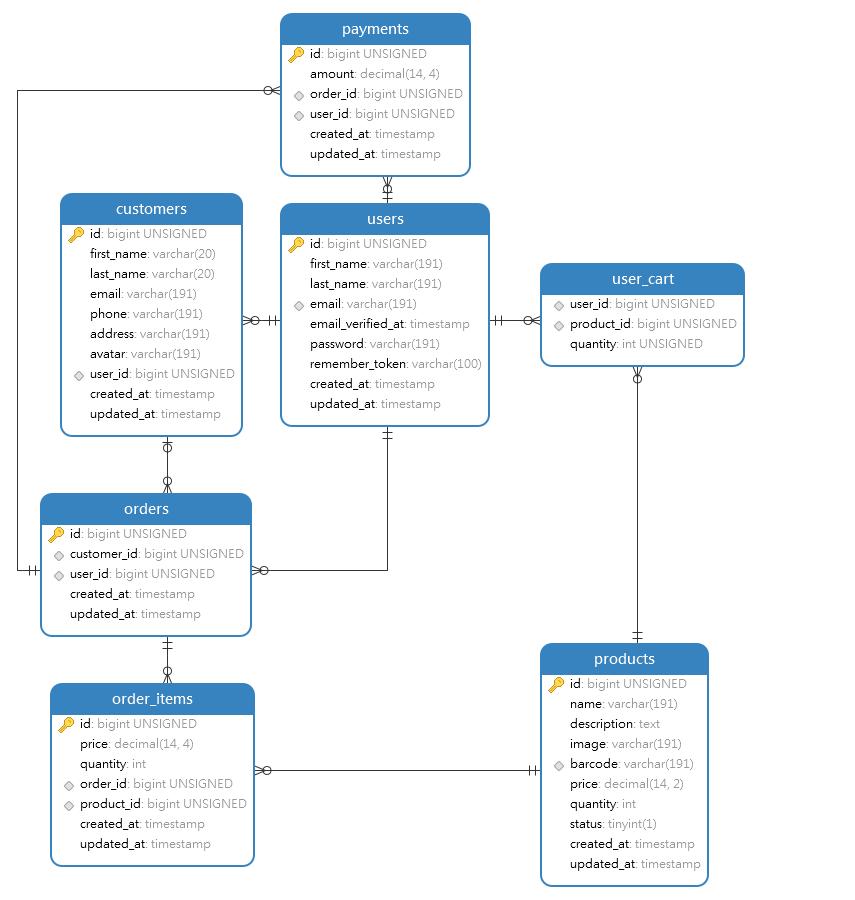 payments
id: bigint UNSIGNED
amount: decimal(14, 4)
order_id: bigint UNSIGNED
user_id: bigint UNSIGNED
created_at: timestamp
updated_at: timestamp
customers
id: bigint UNSIGNED
first_name: varchar(20)
last_name: varchar(20)
email: varchar(191)
phone: varchar(191)
address: varchar(191)
avatar: varchar(191)
user_id: bigint UNSIGNED
created_at: timestamp
updated_at: timestamp
users
id: bigint UNSIGNED
first_name: varchar(191)
last_name: varchar(191)
email: varchar(191)
email_verified_at: timestamp
password: varchar(191)
remember_token: varchar(100)
created_at: timestamp
updated_at: timestamp
user_cart
user_id: bigint UNSIGNED
product_id: bigint UNSIGNED
quantity: int UNSIGNED
orders
id: bigint UNSIGNED
customer_id: bigint UNSIGNED
user_id: bigint UNSIGNED
created_at: timestamp
updated_at: timestamp
order_items
id: bigint UNSIGNED
price: decimal(14, 4)
quantity: int
order_id: bigint UNSIGNED
product_id: bigint UNSIGNED
created_at: timestamp
updated_at: timestamp
products
id: bigint UNSIGNED
name: varchar(191)
description: text
image: varchar(191)
barcode: varchar(191)
price: decimal(14, 2)
quantity: int
status: tinyint(1)
created_at: timestamp
updated_at: timestamp